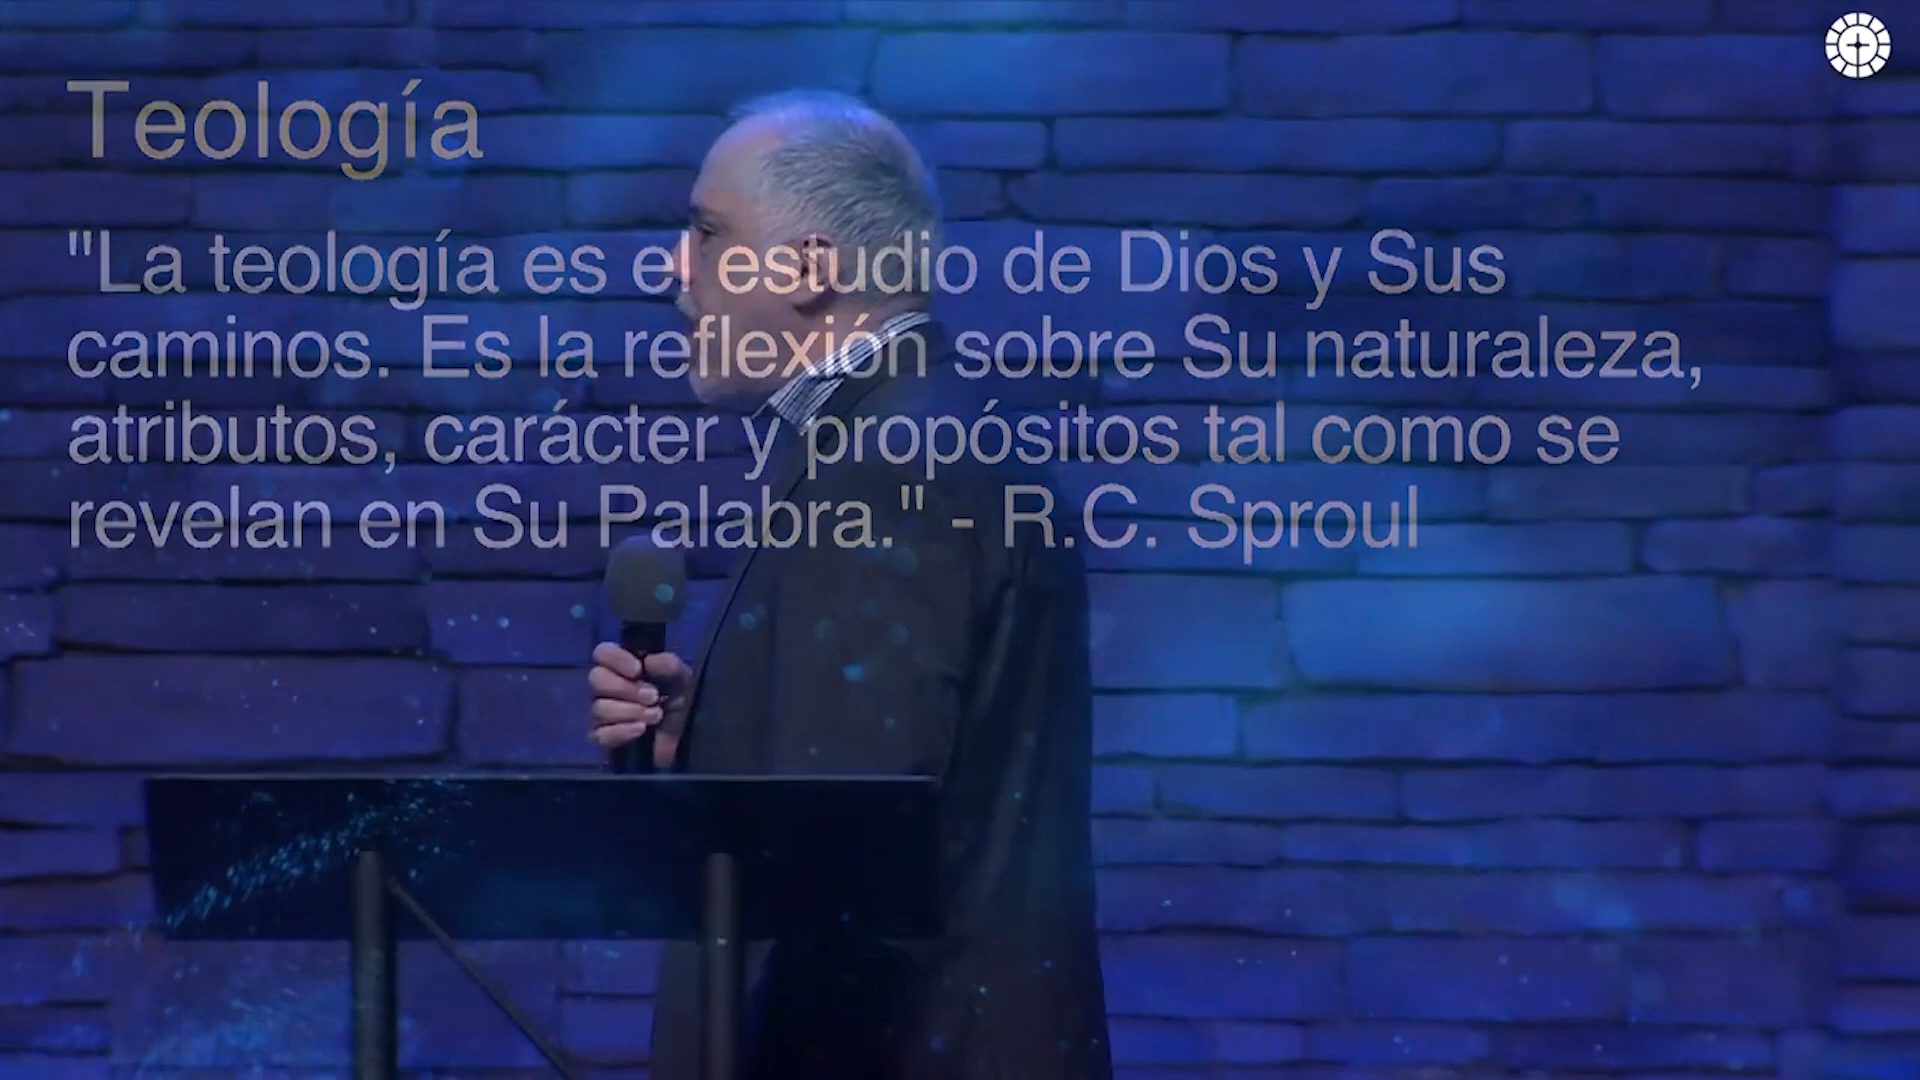 Teología
"La teología es el estudio de Dios y Sus
caminos. Es la reflexión sobre Su naturaleza,
atributos, carácter y propósitos tal como se
revelan en Su Palabra." - R.C. Sproul